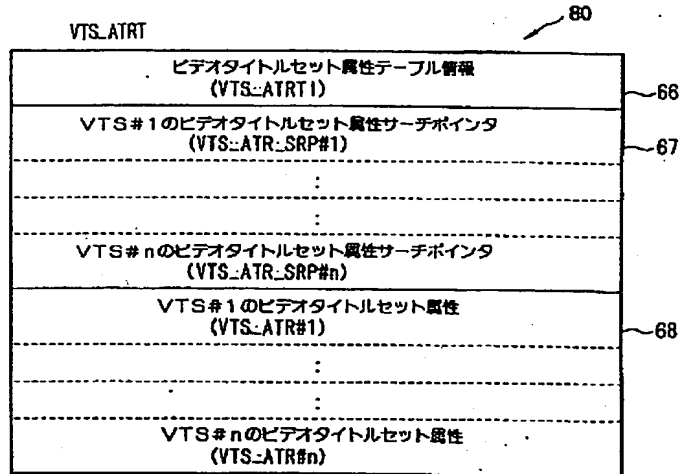 VTS_ATRT
80
ビデオタイトルセット属性テーブル情報
(VTS_ATRTI)
66
VTS#1のビデオタイトルセット属性サーチポインタ
(VTS_ATR_SRP#1)
67
:
:
VTS#nのビデオタイトルセット属性サーチポインタ
(VTS_ATR_SRP#n)
VTS#1のビデオタイトルセット属性
(VTS_ATR#1)
68
:
:
VTS#nのビデオタイトルセット属性
(VTS_ATR#n)